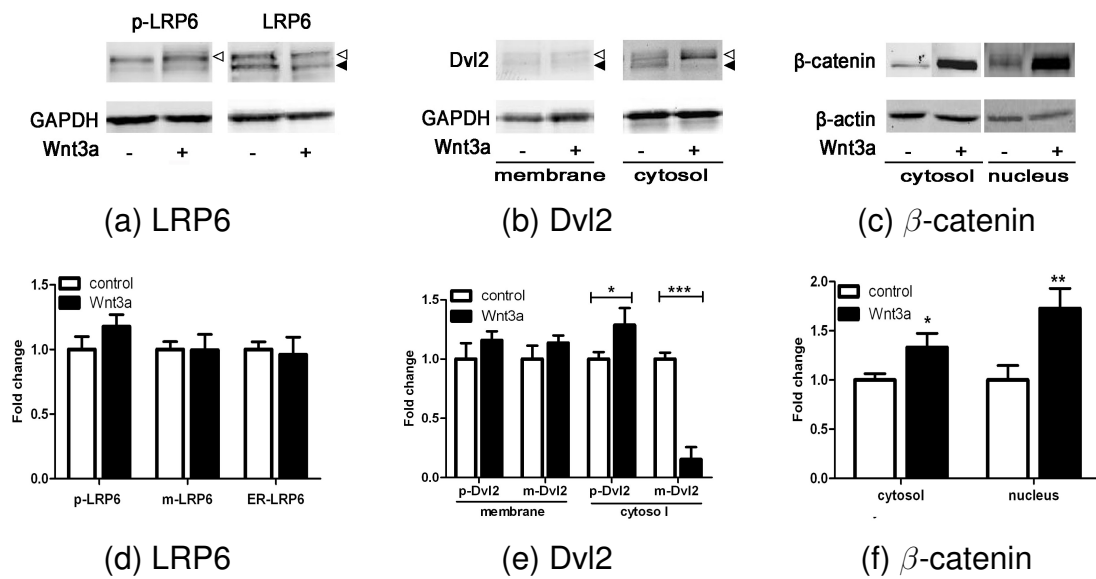 p-LRP6 LRP6
GAPDH
Wnt3a - + - +
(a) LRP6
Dvl2
GAPDH
Wnt3a - + - +
membrane cytosol
(b) Dvl2
β-catenin
β-actin
Wnt3a - + - +
cytosol nucleus
(c) β-catenin
control
Wnt3a
Fold change
1.5
1.0
0.5
0.0
p-LRP6 m-LRP6 ER-LRP6
(d) LRP6
control
Wnt3a
* ***
Fold change
1.5
1.0
0.5
0.0
p-Dvl2 m-Dvl2 p-Dvl2 m-Dvl2
membrane cytoso l
(e) Dvl2
control
Wnt3a
* **
Fold change
2.0
1.5
1.0
0.5
0.0
cytosol nucleus
(f) β-catenin